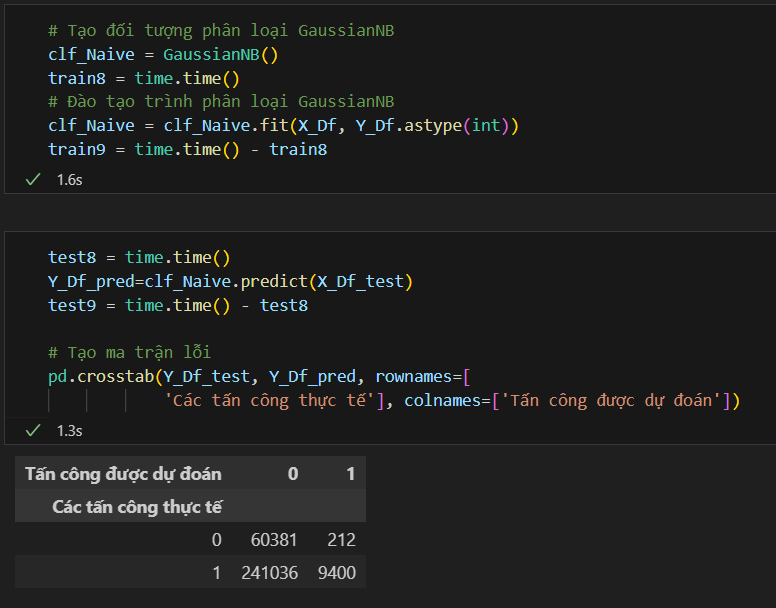 # Tạo đối tượng phân loại GaussianNB
clf_Naive = GaussianNB()
train8 = time.time()
# Đào tạo trình phân loại GaussianNB
clf_Naive = clf_Naive.fit(X_Df, Y_Df.astype(int))
train9 = time.time() - train8
1.6s
test8 = time.time()
Y_Df_pred=clf_Naive.predict(X_Df_test)
test9 = time.time() - test8
# Tạo ma trận lỗi
pd.crosstab(Y_Df_test, Y_Df_pred, rownames=[
'Các tấn công thực tế'], colnames=['Tấn công được dự đoán'])
1.3s
Tấn công được dự đoán 0 1
Các tấn công thực tế
0 60381 212
1 241036 9400